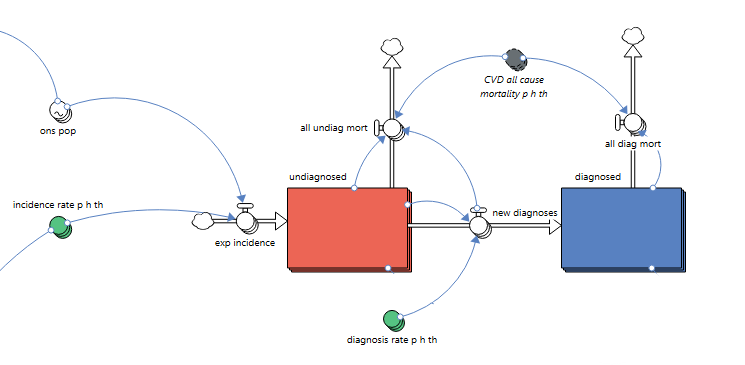 CVD all cause
mortality p h th
ons pop
all undiag mort
all diag mort
undiagnosed
diagnosed
incidence rate p h th
new diagnoses
exp incidence
diagnosis rate p h th